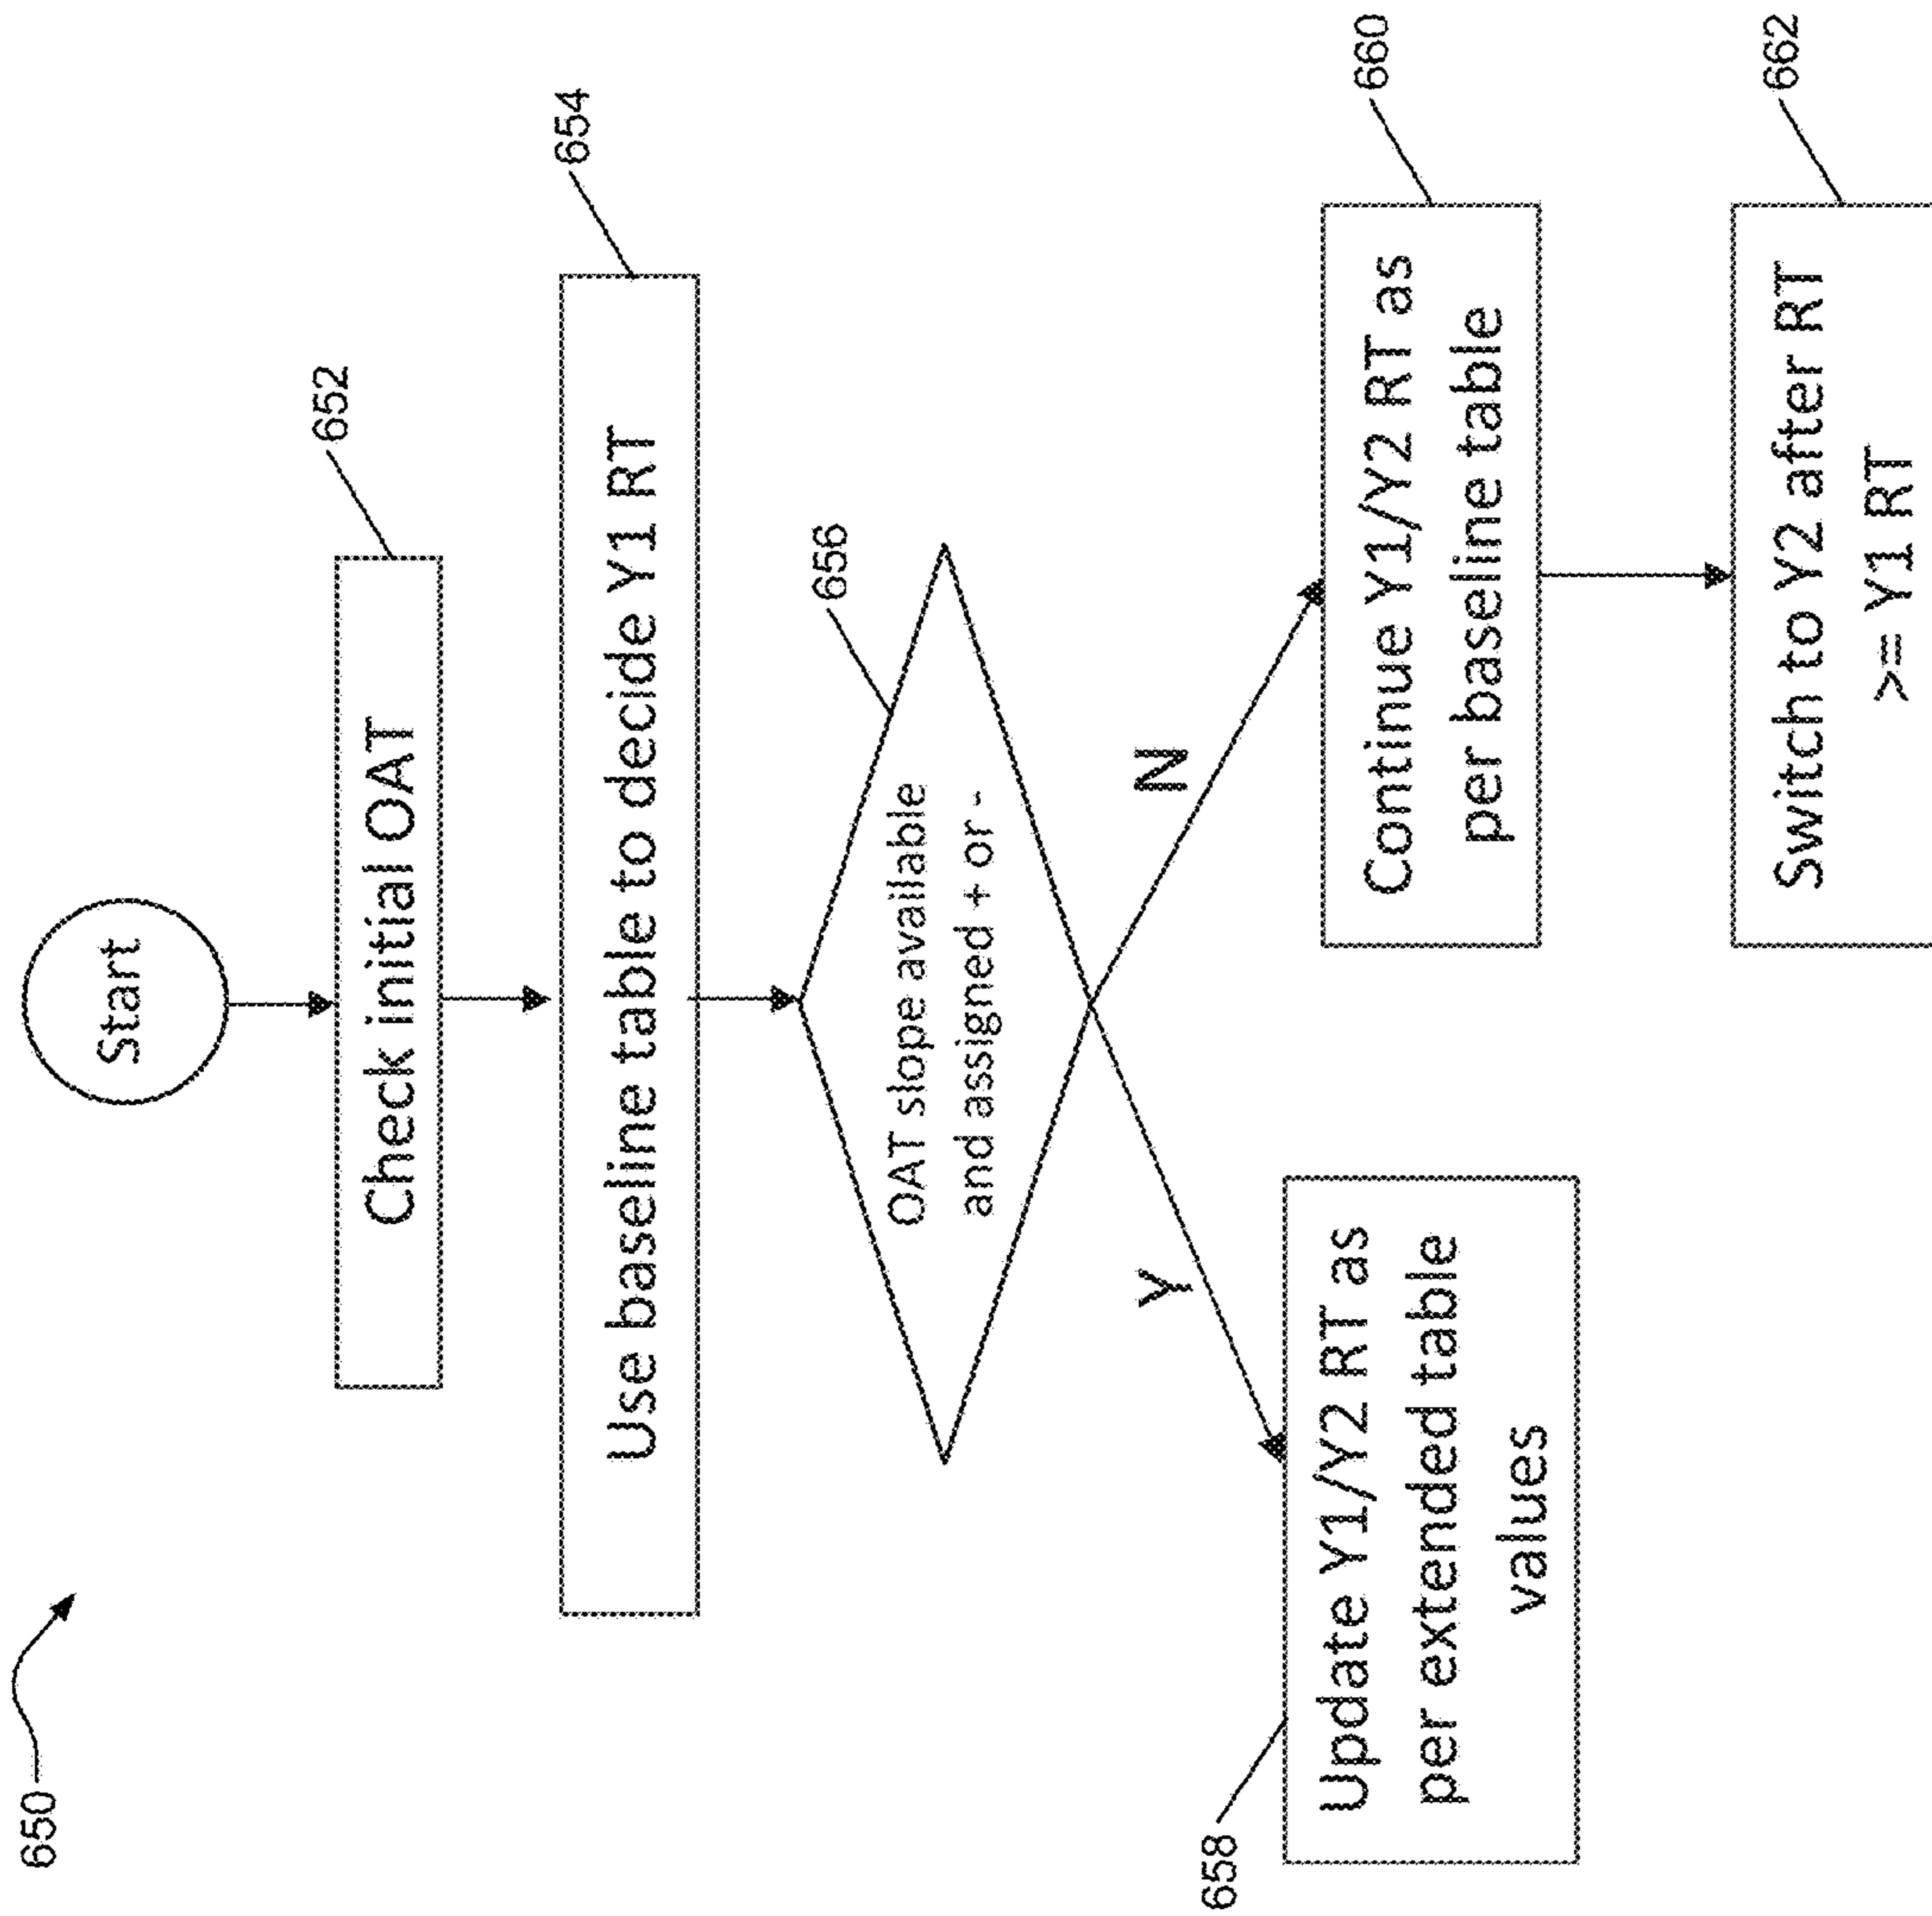 650
Start
652
Check initial OAT
654
Use baseline table to decide Y1 RT
656
OAT slope available
and assigned + or -
Y
N
658
Update Y1/Y2 RT as
per extended table
values
660
Continue Y1/Y2 RT as
per baseline table
662
Switch to Y2 after RT
>= Y1 RT